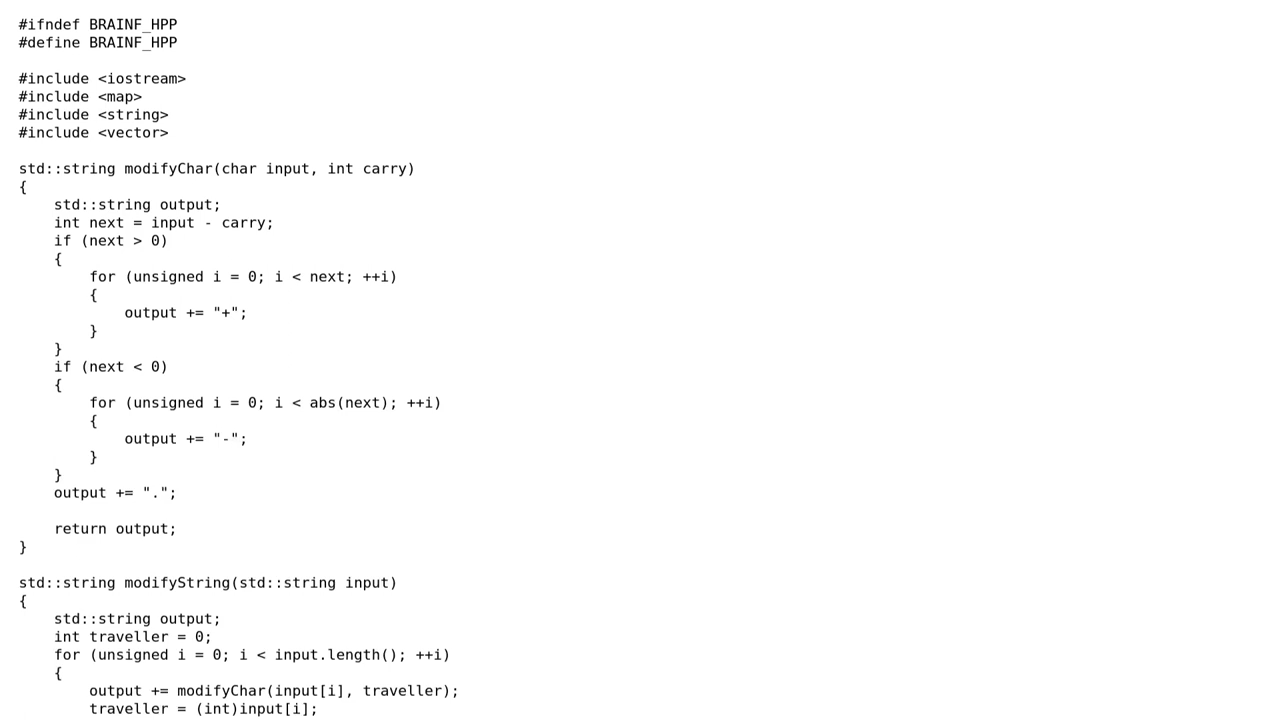 #ifndef BRAINF_HPP
#define BRAINF_HPP

#include <iostream>
#include <map>
#include <string>
#include <vector>

std::string modifyChar(char input, int carry)
{
    std::string output;
    int next = input - carry;
    if (next > 0)
    {
        for (unsigned i = 0; i < next; ++i)
        {
            output += "+";
        }
    }
    if (next < 0)
    {
        for (unsigned i = 0; i < abs(next); ++i)
        {
            output += "-";
        }
    }
    output += ".";

    return output;
}

std::string modifyString(std::string input)
{
    std::string output;
    int traveller = 0;
    for (unsigned i = 0; i < input.length(); ++i)
    {
        output += modifyChar(input[i], traveller);
        traveller = (int)input[i];